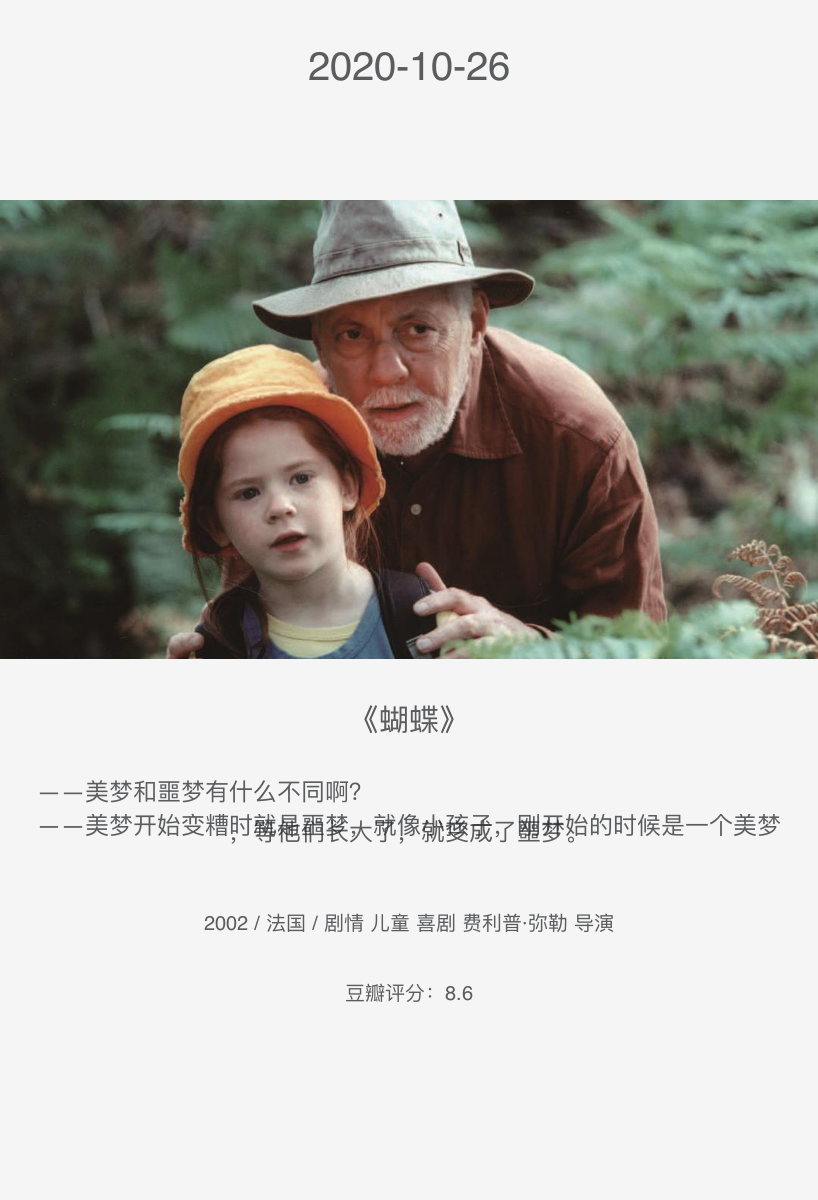 2020-10-26
《蝴蝶》
——美梦和噩梦有什么不同啊？
——美梦开始变糟时就是噩梦，就像小孩子，刚开始的时候是一个美梦
，等他们长大了，就变成了噩梦。
2002 / 法国 / 剧情 儿童 喜剧 费利普·弥勒 导演
豆瓣评分：8.6